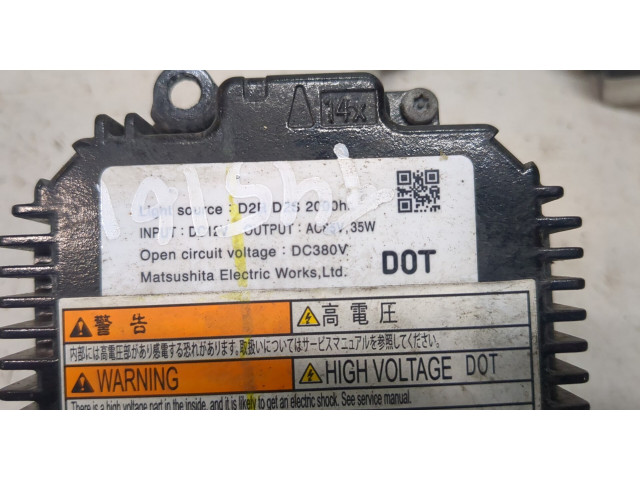 14x
Light source : D2R D2S 2000h.
INPUT : DC12V OUTPUT : AC85V, 35W
Open circuit voltage : DC380V
Matsushita Electric Works,Ltd.
DOT
警告
高電圧
内部には高電圧部があり感電する恐れがあります。取扱いについてはサービスマニュアルを参照してください。
WARNING
HIGH VOLTAGE DOT
There is a high voltage part in the inside, and it is likely to get an electric shock. See service manual.